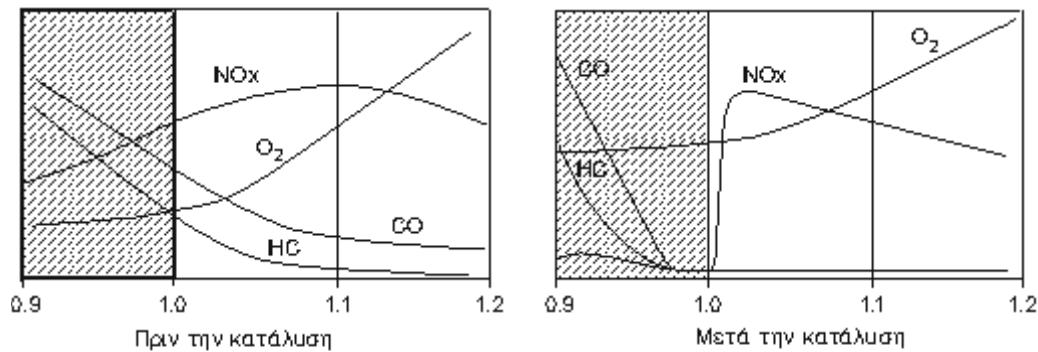 NOx
O2
CO
HC
0.9 1.0 1.1 1.2
Πριν την κατάλυση
O2
CO
NOx
HC
0.9 1.0 1.1 1.2
Μετά την κατάλυση